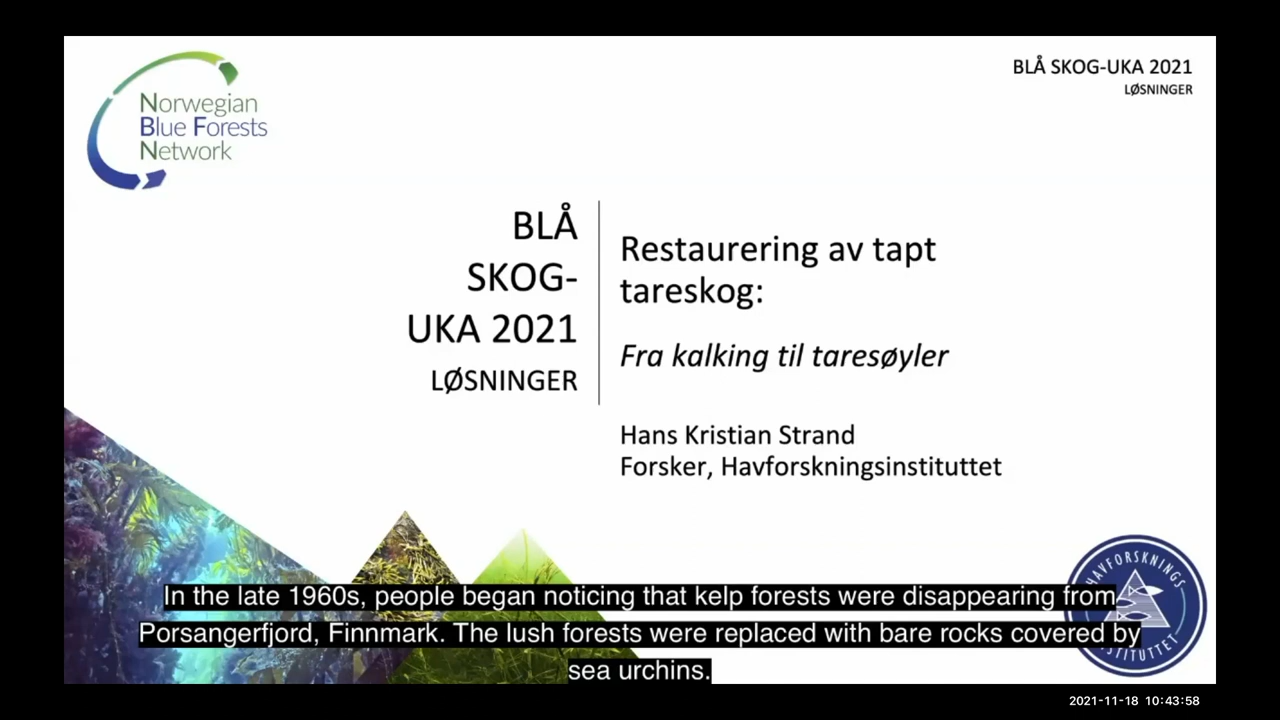 Norwegian
Blue Forests
Network
BLÅ SKOG-UKA 2021
LØSNINGER
BLÅ
SKOG-
UKA 2021
LØSNINGER
Restaurering av tapt
tareskog:
Fra kalking til taresøyler
Hans Kristian Strand
Forsker, Havforskningsinstituttet
HAVFORSKNINGS
INSTITUTTET
In the late 1960s, people began noticing that kelp forests were disappearing from
Porsangerfjord, Finnmark. The lush forests were replaced with bare rocks covered by
sea urchins.
2021-11-18 10:43:58